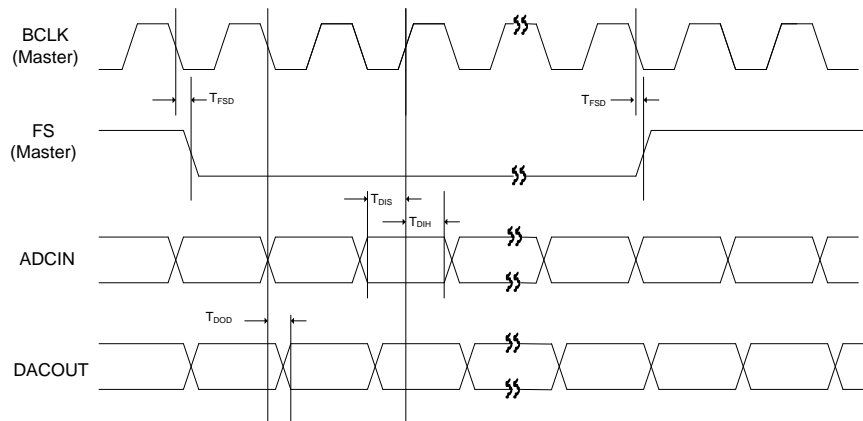 BCLK
(Master)
TFSD
TFSD
FS
(Master)
TDIS
TDIH
ADCIN
TDOD
DACOUT